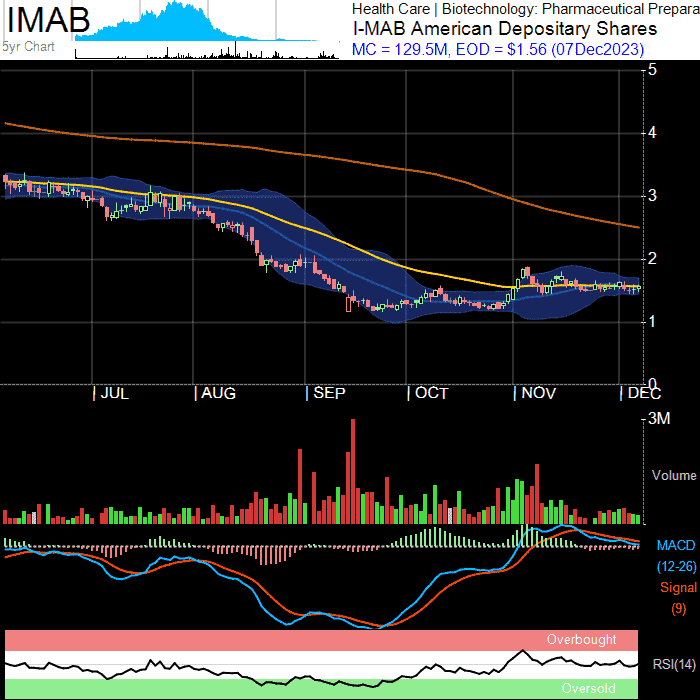 IMAB
5yr Chart
Health Care | Biotechnology: Pharmaceutical Prepara
I-MAB American Depositary Shares
MC = 129.5M, EOD = $1.56 (07Dec2023)
5
4
3
2
1
0
| JUL | AUG | SEP | OCT | NOV | DEC
3M
Volume
MACD
(12-26)
Signal
(9)
Overbought
RSI(14)
Oversold